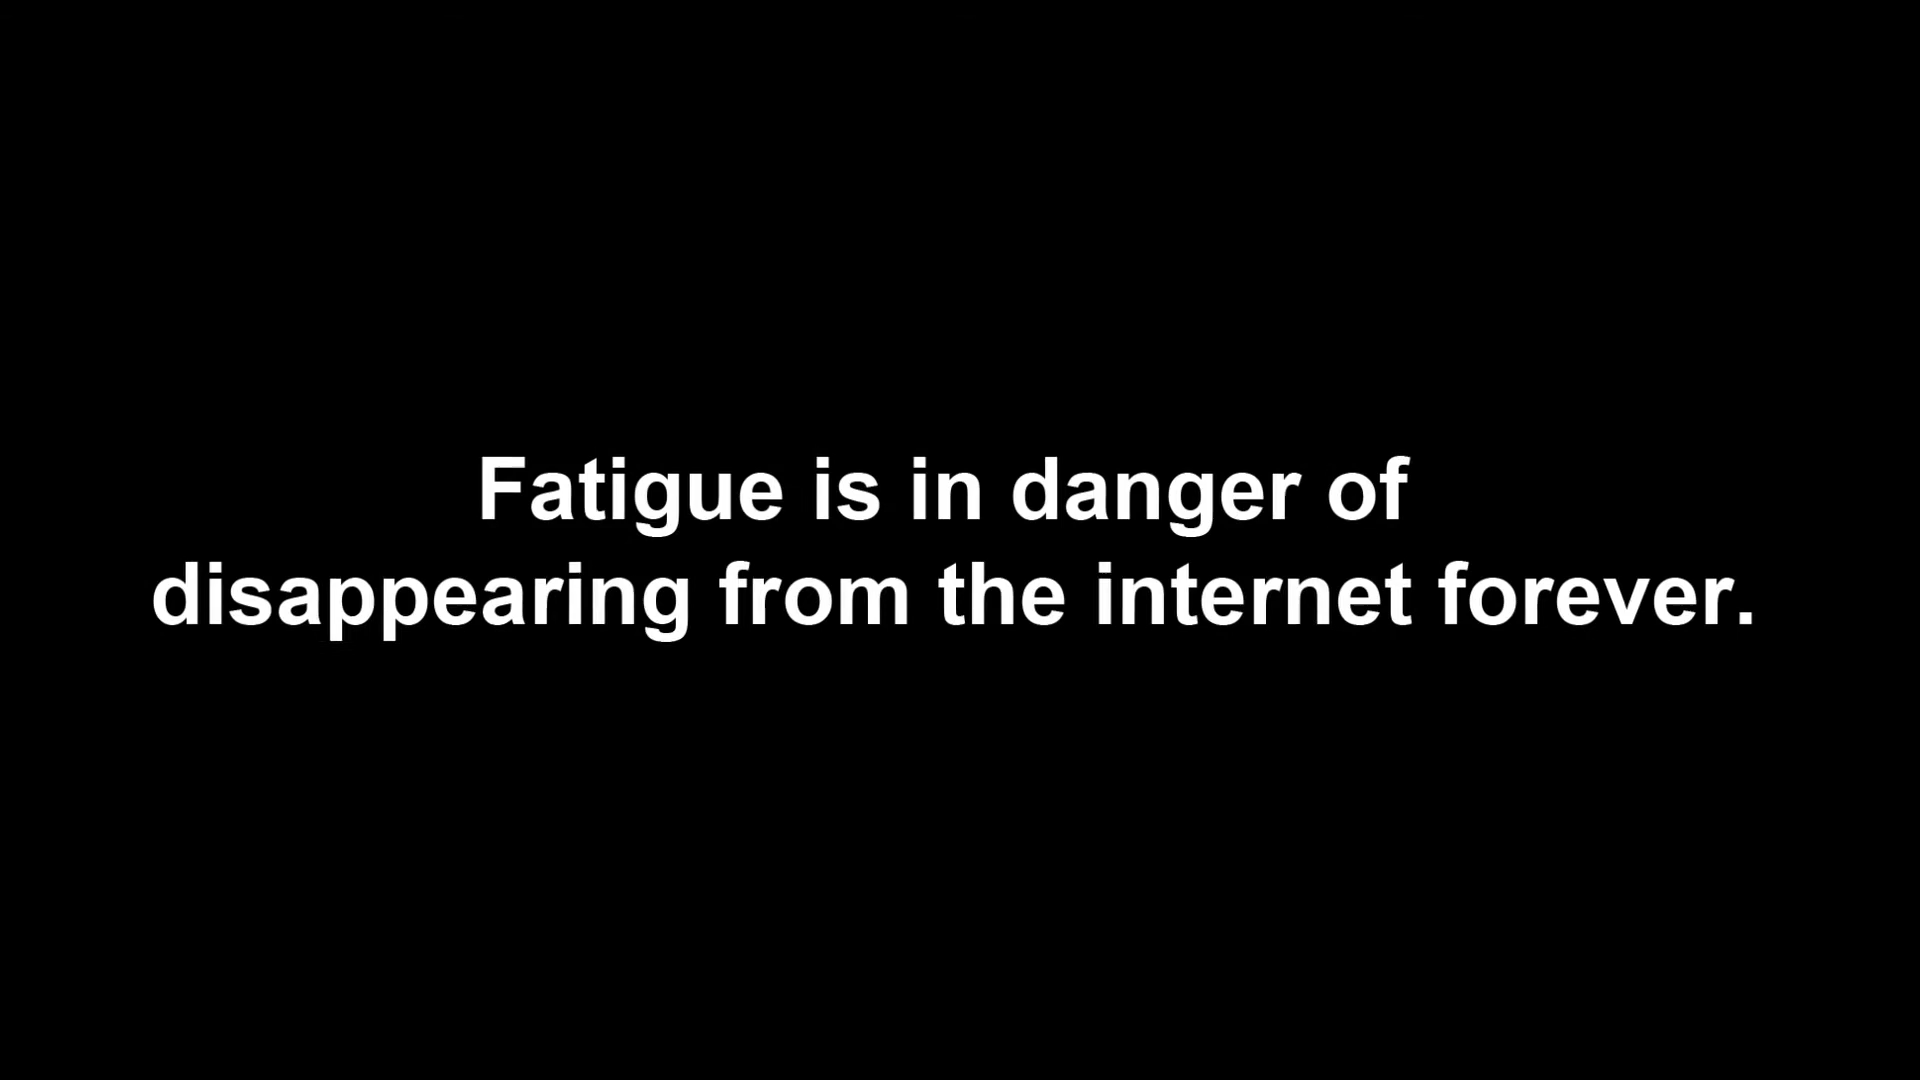 Fatigue is in danger of
disappearing from the internet forever.